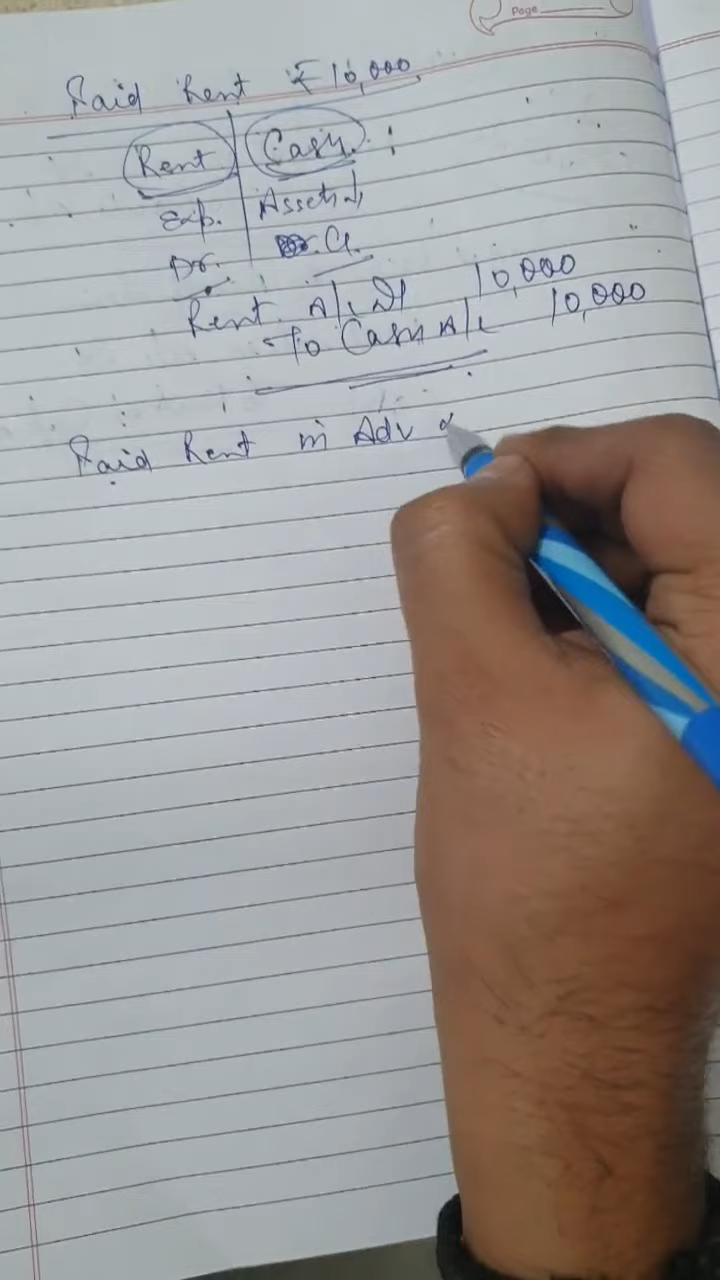 Page
Paid Rent ₹ 10,000
Rent Cash :
Exp. Asset↓
Dr. Cr.
Rent A/c Dr 10,000
- To Cash A/c 10,000
Paid Rent in Adv